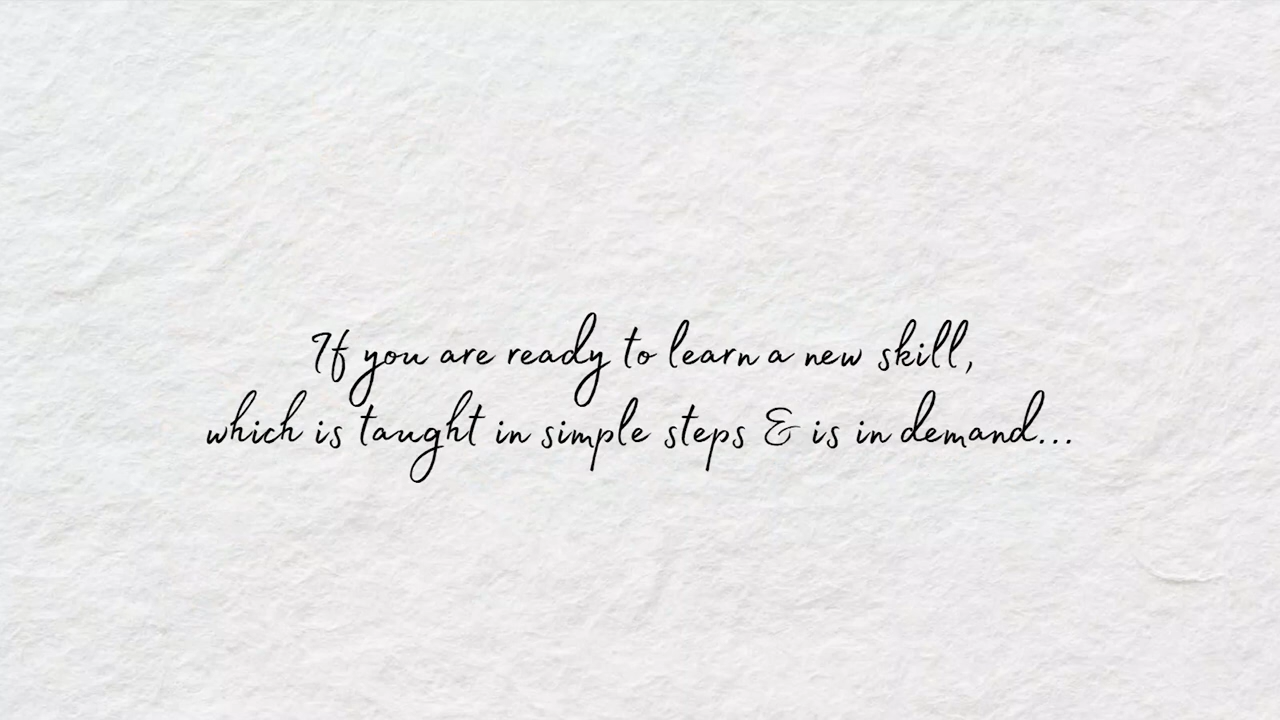 If you are ready to learn a new skill,
which is taught in simple steps & is in demand...